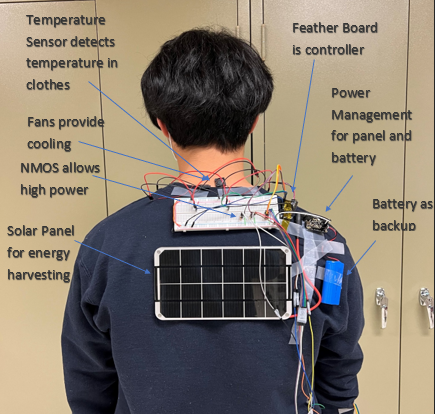 Temperature
Sensor detects
temperature in
clothes
Feather Board
is controller
Power
Management
for panel and
battery
Fans provide
cooling
NMOS allows
high power
Battery as
backup
Solar Panel
for energy
harvesting